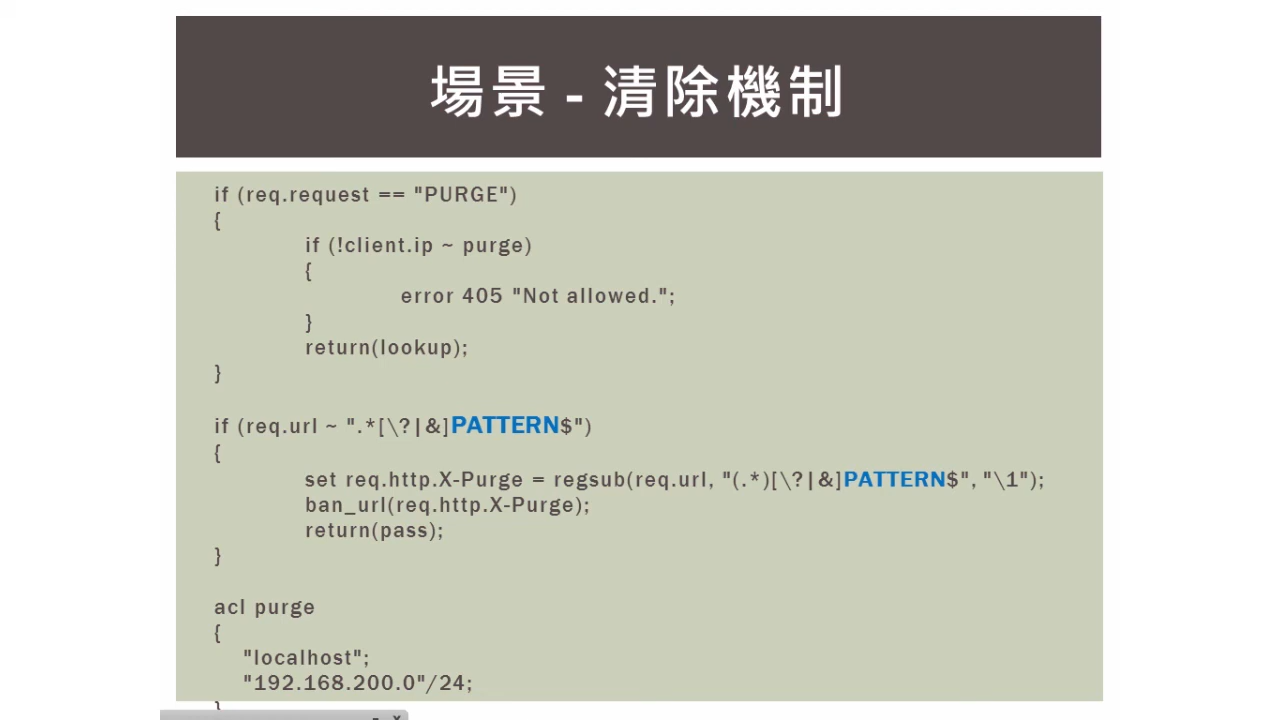 場景 - 清除機制
if (req.request == "PURGE")
{
if (!client.ip ~ purge)
{
error 405 "Not allowed.";
}
return(lookup);
}
if (req.url ~ ".*[\?|&]PATTERN$")
{
set req.http.X-Purge = regsub(req.url, "(.*)[\?|&]PATTERN$", "\1");
ban_url(req.http.X-Purge);
return(pass);
}
acl purge
{
"localhost";
"192.168.200.0"/24;
}